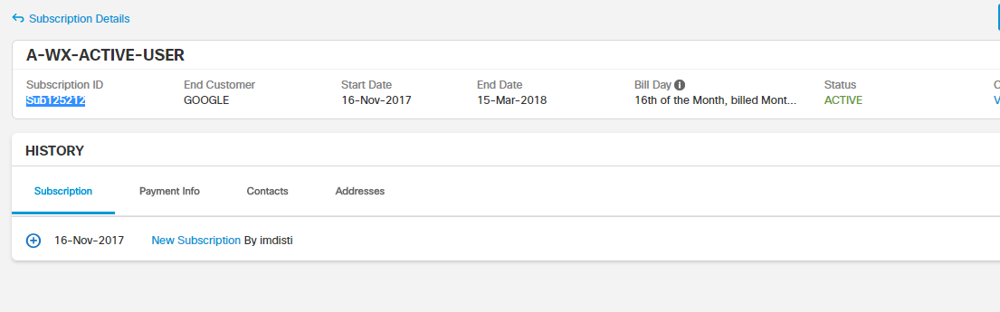 Subscription Details
A-WX-ACTIVE-USER
Subscription ID End Customer Start Date End Date Bill Day Status
Sub125212 GOOGLE 16-Nov-2017 15-Mar-2018 16th of the Month, billed Mont... ACTIVE
HISTORY
Subscription Payment Info Contacts Addresses
16-Nov-2017 New Subscription By imdisti